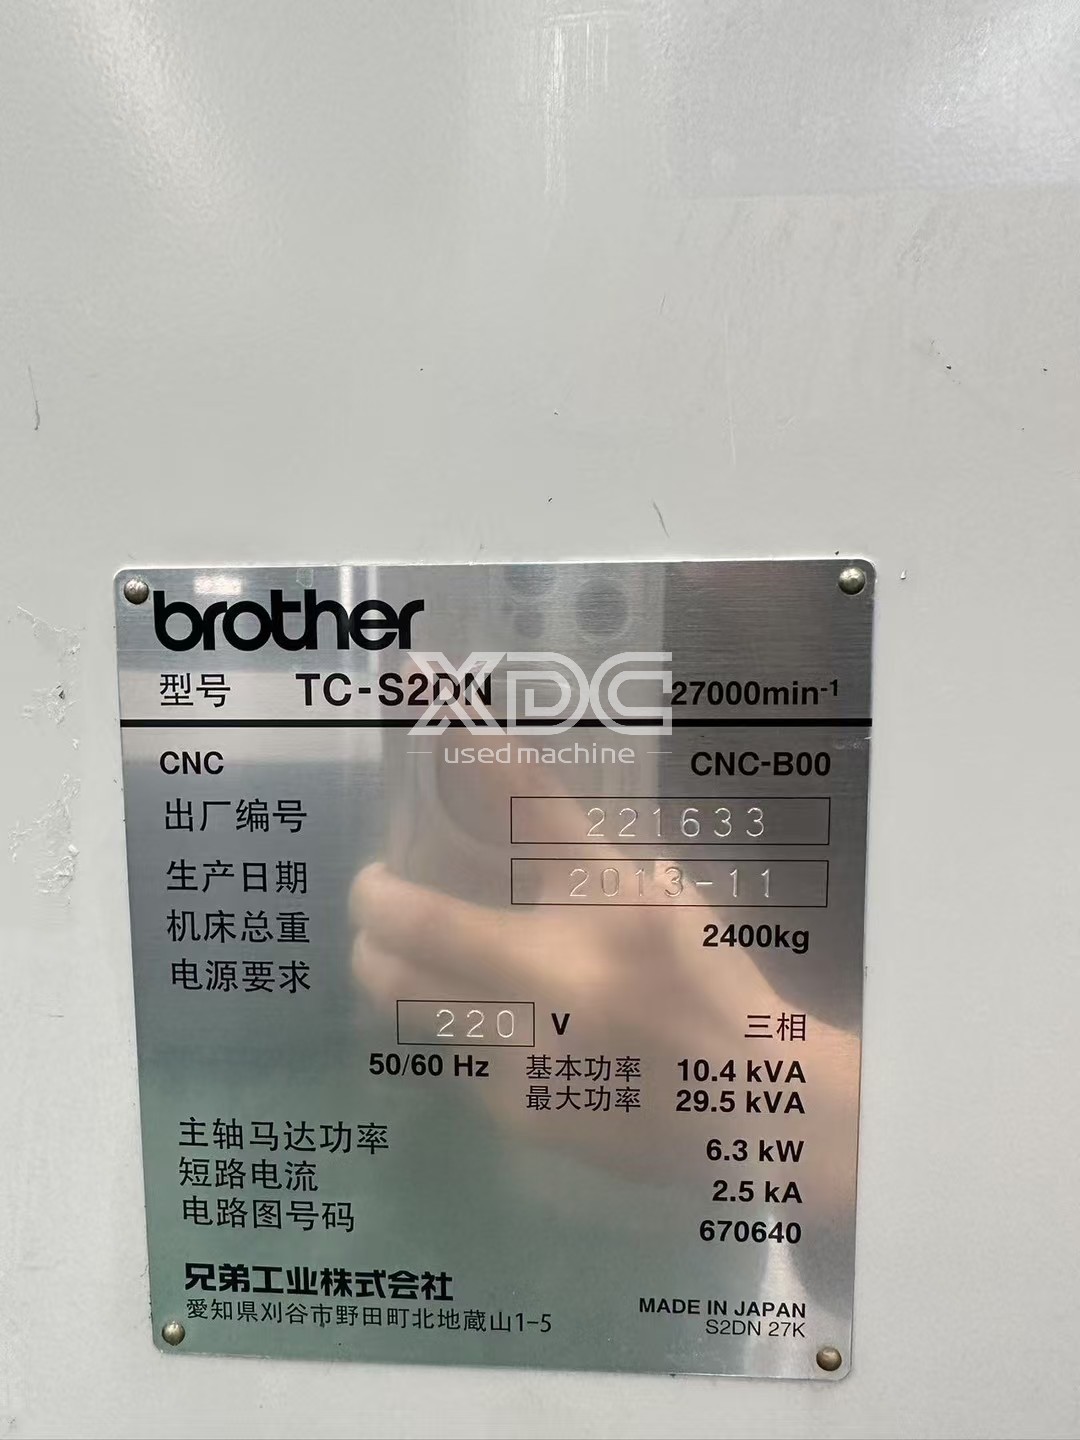 brother
型号 TC-S2DN 27000min-1
XDC
used machine
CNC CNC-B00
出厂编号 221633
生产日期 2013-11
机床总重 2400kg
电源要求
220 V 三相
50/60 Hz 基本功率 10.4 kVA
最大功率 29.5 kVA
主轴马达功率 6.3 kW
短路电流 2.5 kA
电路图号码 670640
兄弟工业株式会社
愛知県刈谷市野田町北地蔵山1-5
MADE IN JAPAN
S2DN 27K